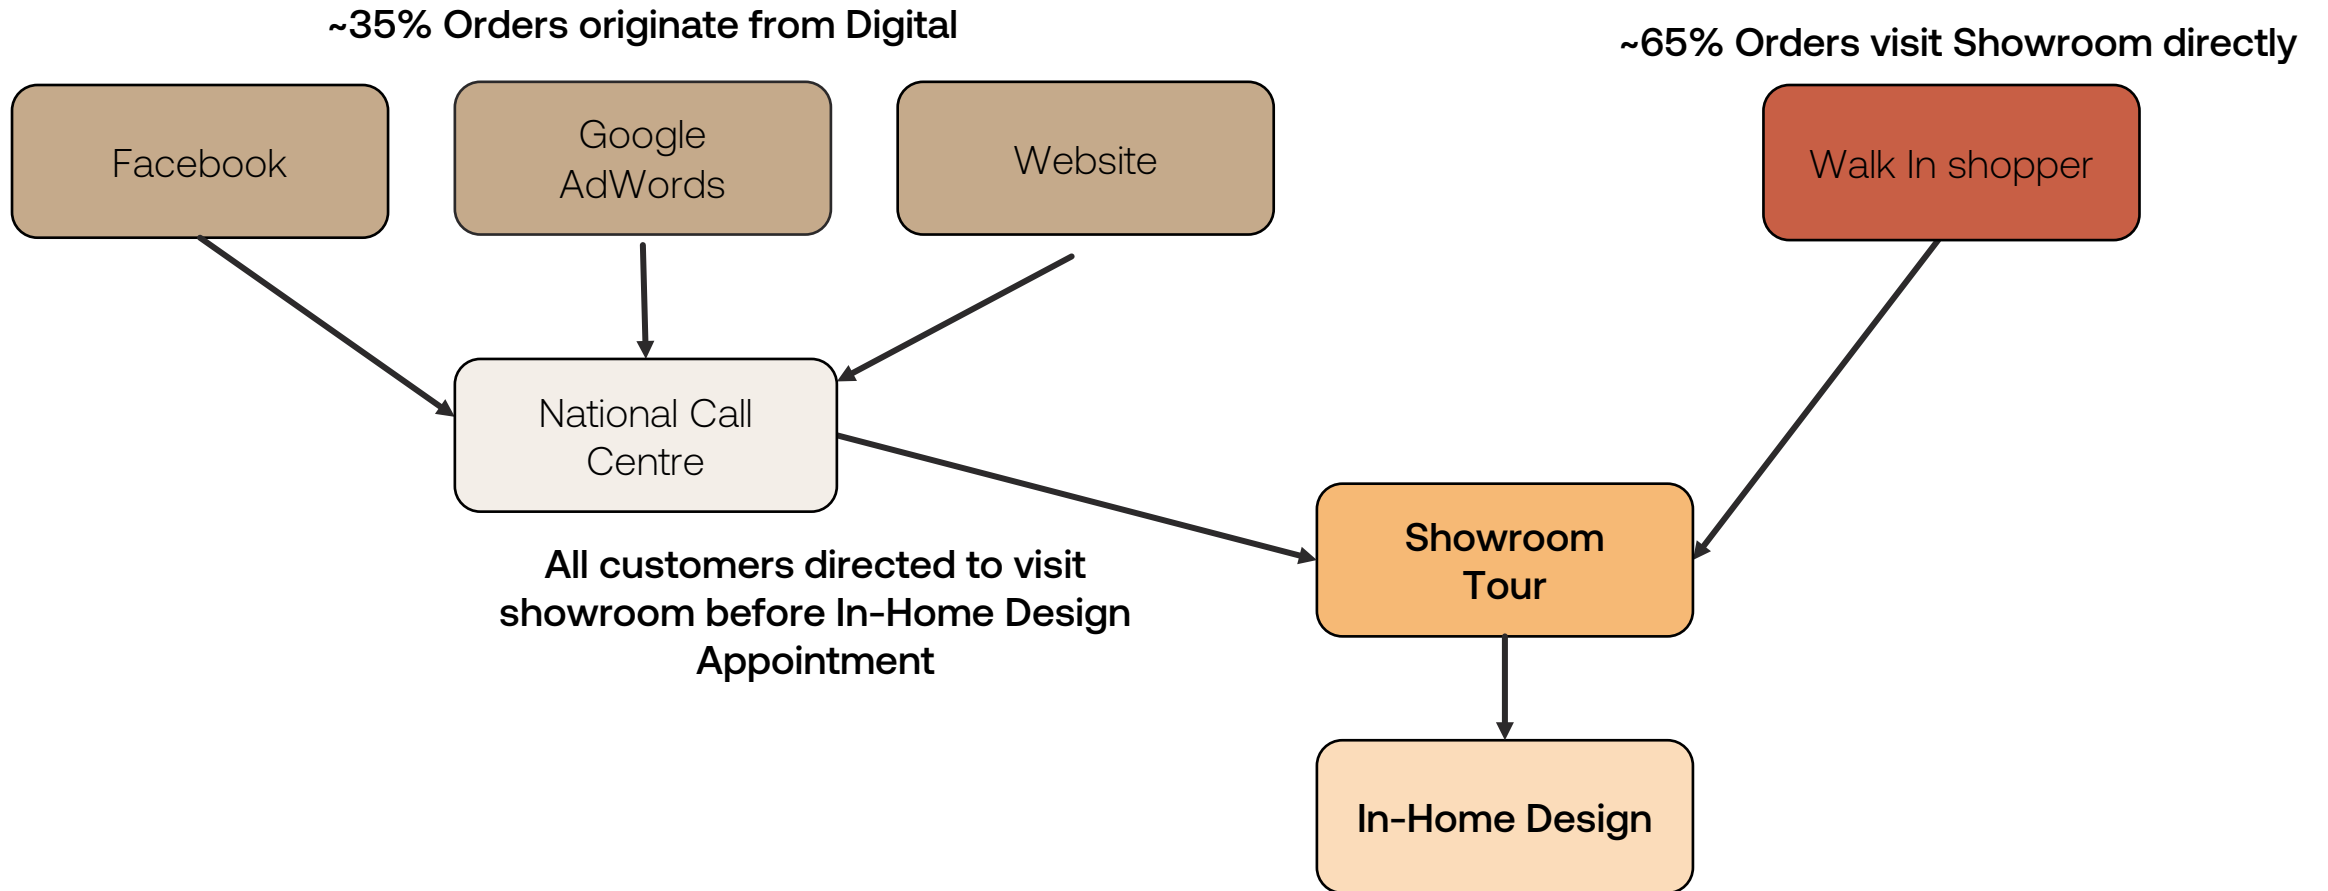 ~35% Orders originate from Digital
~65% Orders visit Showroom directly
Facebook
Google
AdWords
Website
Walk In shopper
National Call
Centre
All customers directed to visit
showroom before In-Home Design
Appointment
Showroom
Tour
In-Home Design